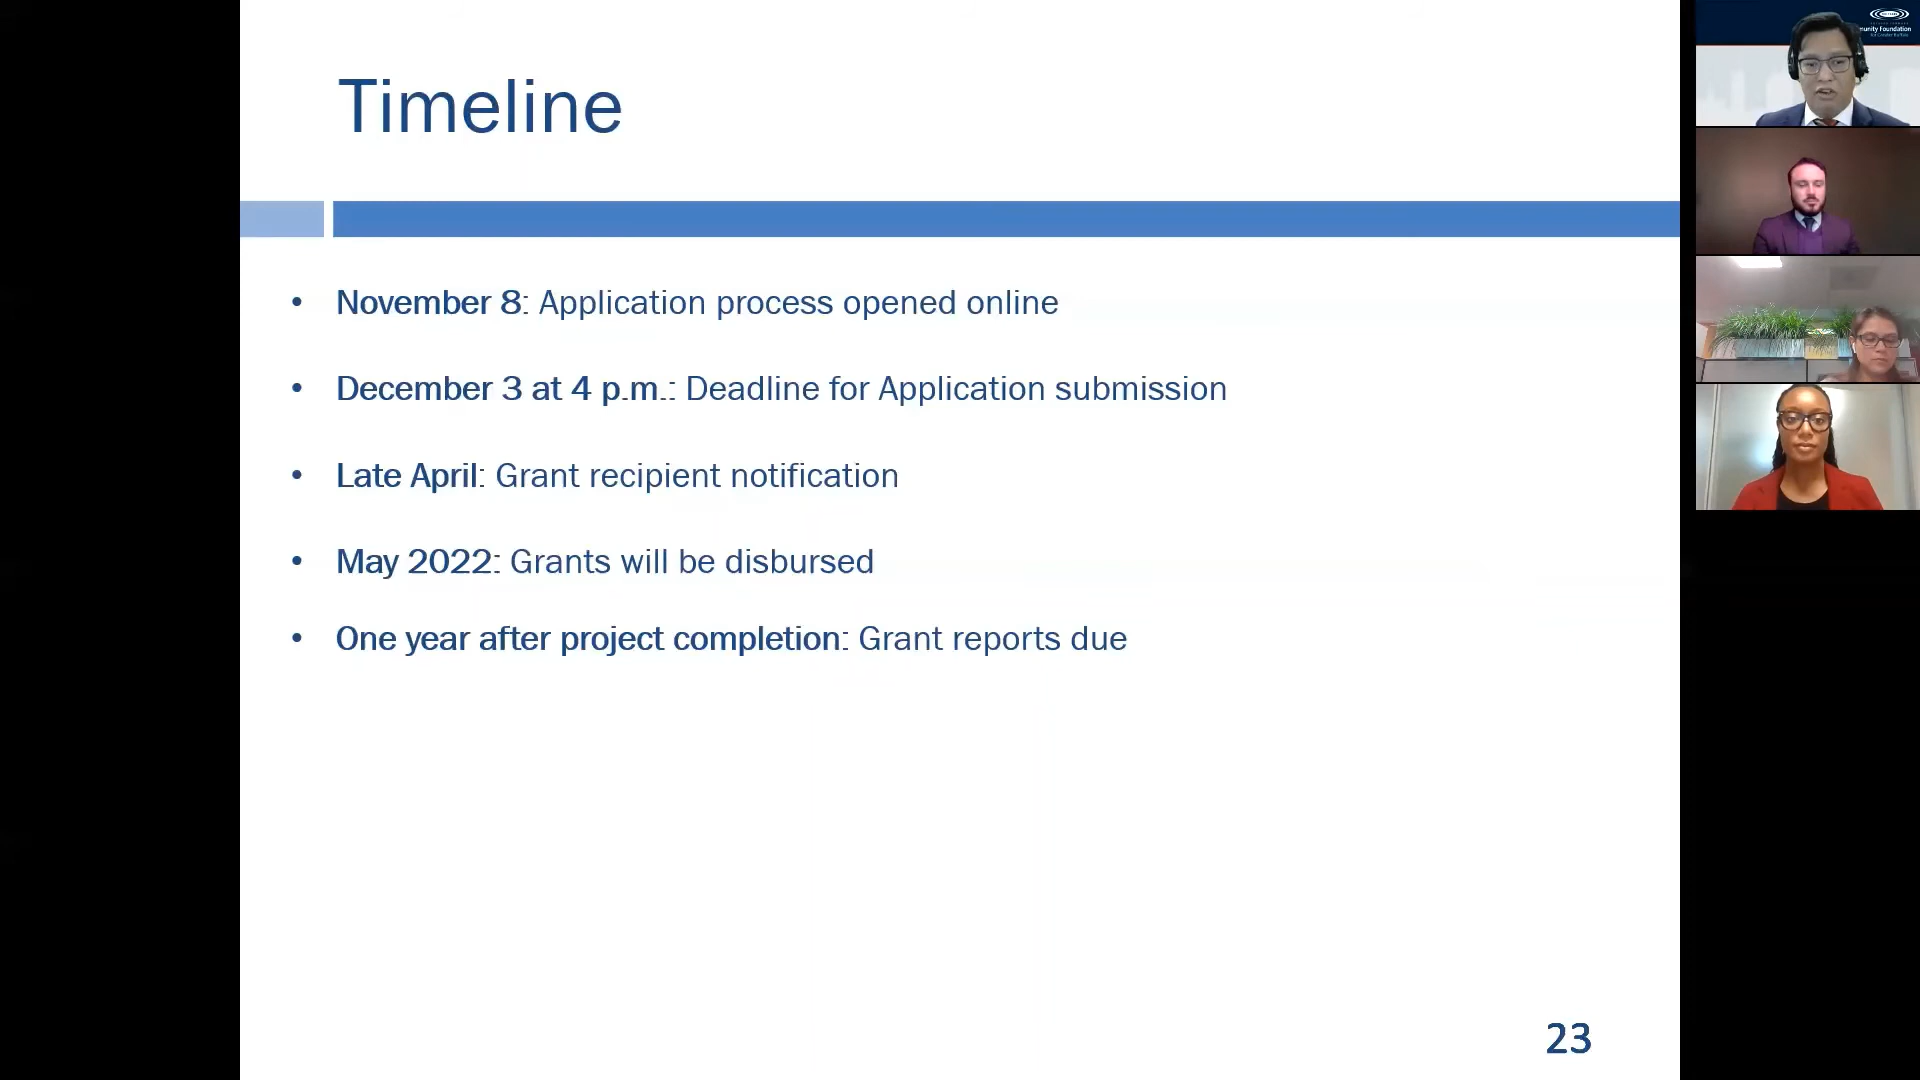 Timeline
• November 8: Application process opened online
• December 3 at 4 p.m.: Deadline for Application submission
• Late April: Grant recipient notification
• May 2022: Grants will be disbursed
• One year after project completion: Grant reports due
23
Foundation